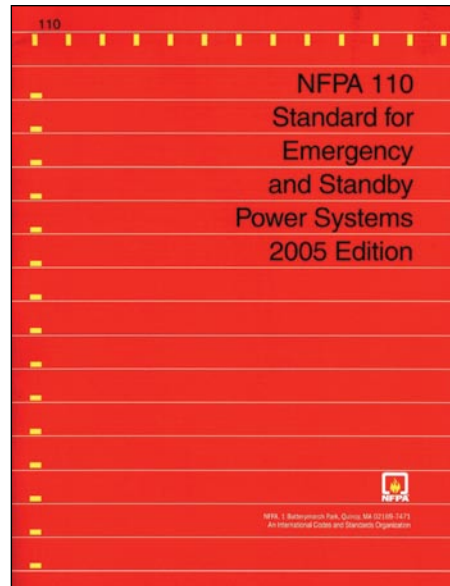 110
NFPA 110
Standard for
Emergency
and Standby
Power Systems
2005 Edition
NFPA
NFPA, 1 Batterymarch Park, Quincy, MA 02169-7471
An International Codes and Standards Organization